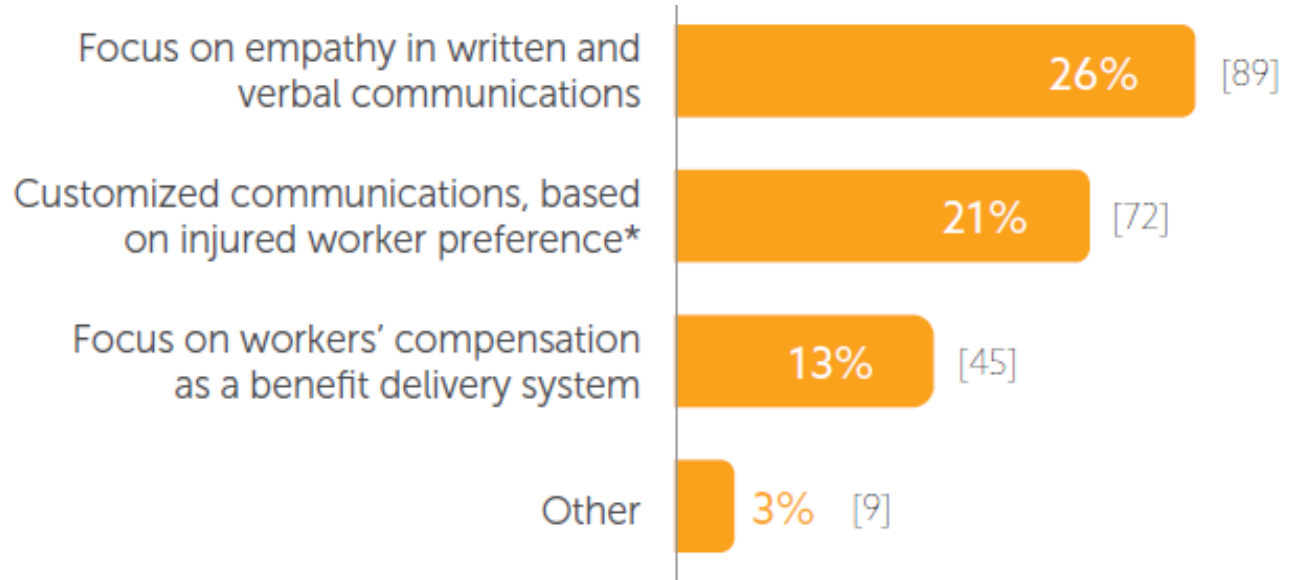 Focus on empathy in written and
verbal communications
26% [89]
Customized communications, based
on injured worker preference*
21% [72]
Focus on workers’ compensation
as a benefit delivery system
13% [45]
Other
3% [9]